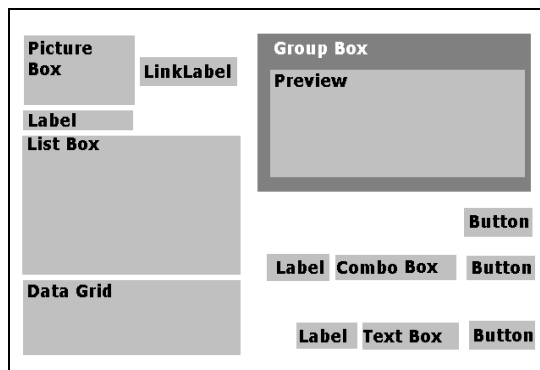 Picture
Box
LinkLabel
Label
List Box
Data Grid
Group Box
Preview
Button
Label Combo Box Button
Label Text Box Button